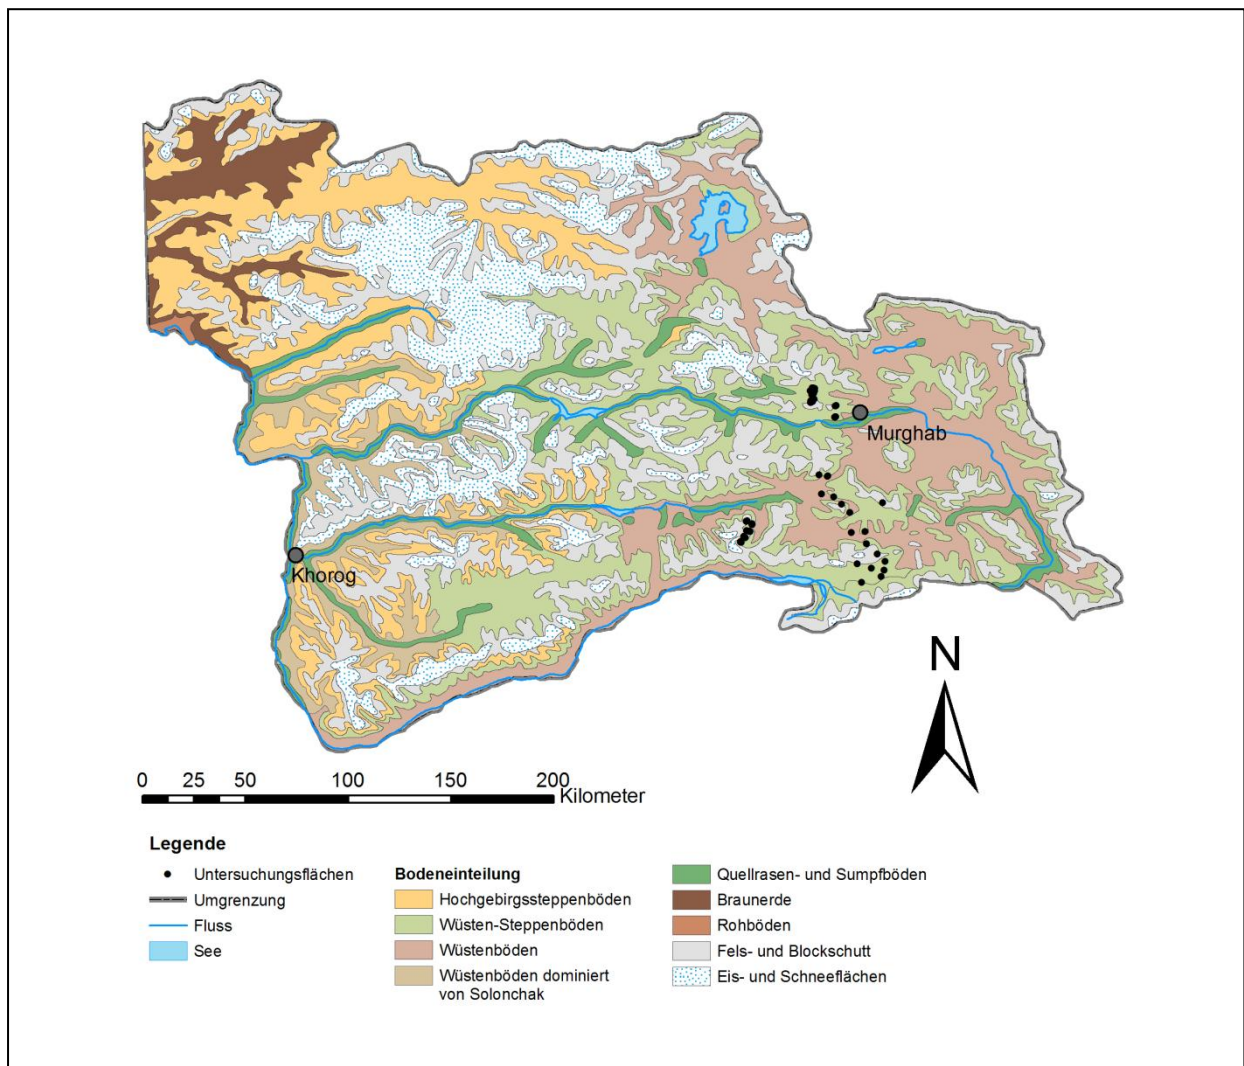 Murghab
Khorog
N
0 25 50 100 150 200
Kilometer
Legende
Untersuchungsflächen
Umgrenzung
Fluss
See
Bodeneinteilung
Hochgebirgssteppenböden
Wüsten-Steppenböden
Wüstenböden
Wüstenböden dominiert
von Solonchak
Quellrasen- und Sumpfböden
Braunerde
Rohböden
Fels- und Blockschutt
Eis- und Schneeflächen